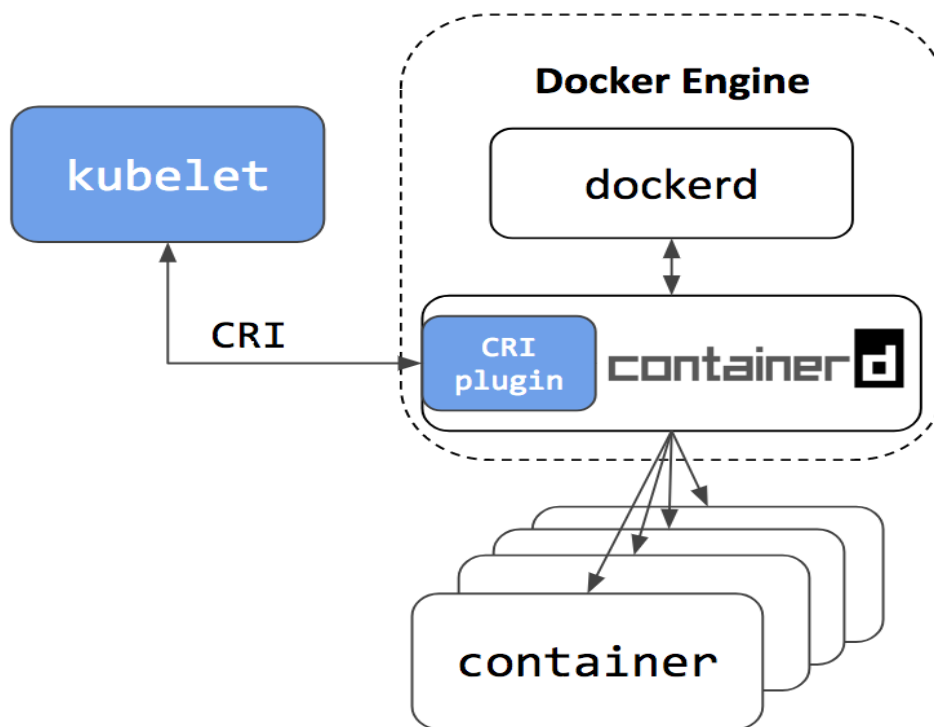 Docker Engine
kubelet
dockerd
CRI
CRI
plugin
containerd
container